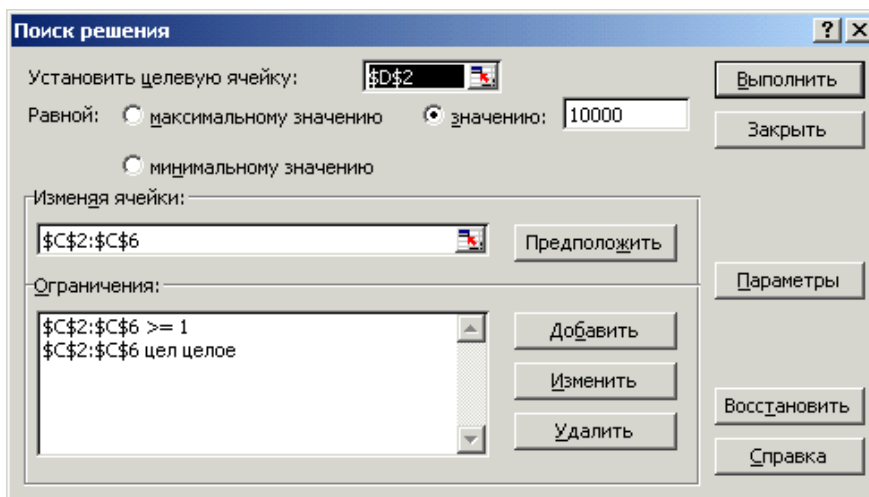 Поиск решения
Установить целевую ячейку: $D$2
Выполнить
Равной: максимальному значению значению: 10000
Закрыть
минимальному значению
Изменяя ячейки:
$C$2:$C$6
Предположить
Ограничения:
Параметры
$C$2:$C$6 >= 1
$C$2:$C$6 цел целое
Добавить
Изменить
Удалить
Восстановить
Справка